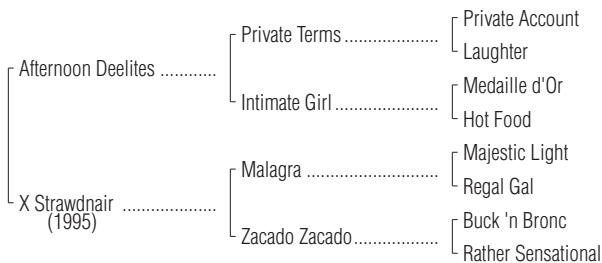 Private Account
Private Terms ....................
Laughter
Afternoon Deelites ............
Medaille d'Or
Intimate Girl ......................
Hot Food
Majestic Light
Malagra ............................
Regal Gal
X Strawdnair ....................
(1995)
Buck 'n Bronc
Zacado Zacado..................
Rather Sensational